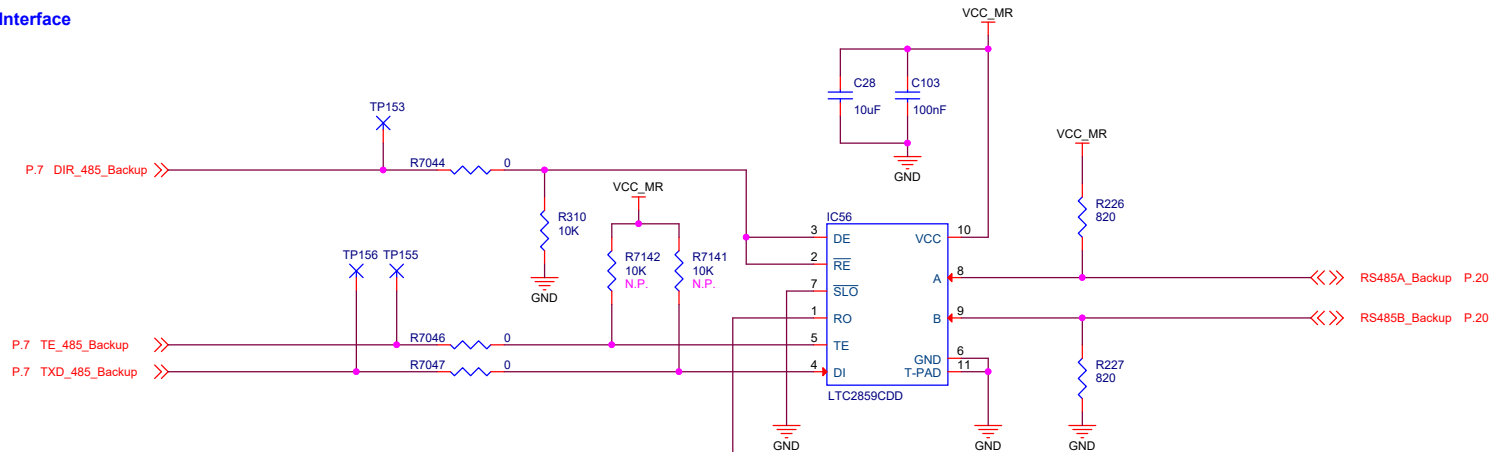 Interface
VCC_MR
C28
10uF
C103
100nF
TP153
VCC_MR
P.7 DIR_485_Backup
R7044
0
VCC_MR
R226
820
R310
10K
IC56
3
DE
VCC
10
TP156
TP155
R7142
10K
N.P.
R7141
10K
N.P.
GND
2
RE
7
SLO
A
8
RS485A_Backup P.20
GND
1
RO
B
9
RS485B_Backup P.20
P.7 TE_485_Backup
R7046
0
5
TE
GND
6
P.7 TXD_485_Backup
R7047
0
4
DI
T-PAD
11
R227
820
LTC2859CDD
GND
GND
GND